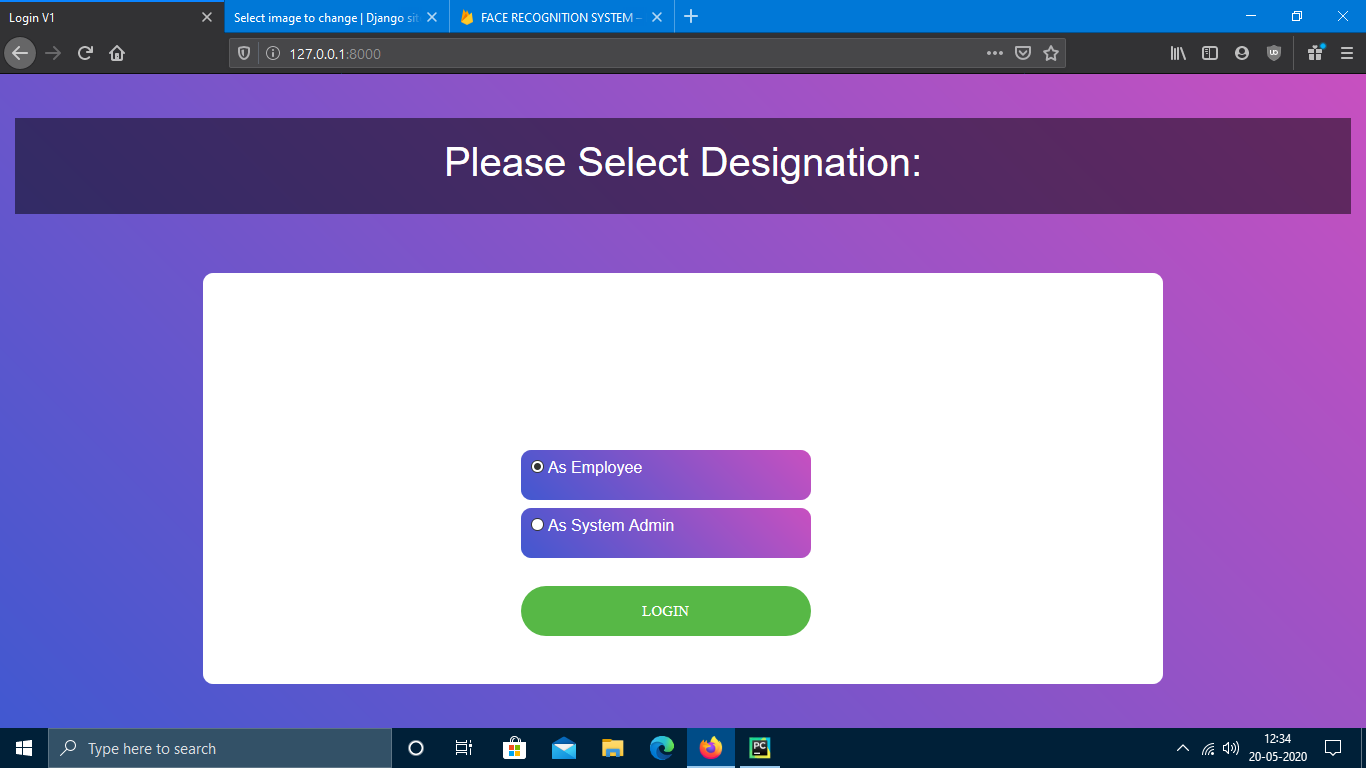 Login V1
Select image to change | Django sit
FACE RECOGNITION SYSTEM –
127.0.0.1:8000
Please Select Designation:
As Employee
As System Admin
LOGIN
Type here to search
PC
12:34
20-05-2020